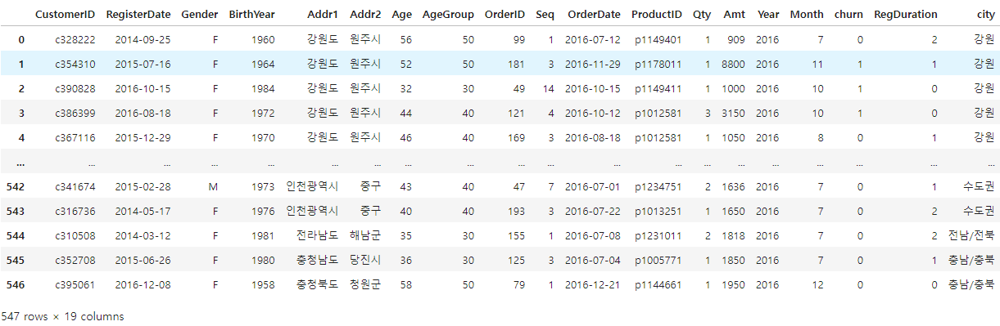 CustomerID RegisterDate Gender BirthYear Addr1 Addr2 Age AgeGroup OrderID Seq OrderDate ProductID Qty Amt Year Month churn RegDuration city
0 c328222 2014-09-25 F 1960 강원도 원주시 56 50 99 1 2016-07-12 p1149401 1 909 2016 7 0 2 강원
1 c354310 2015-07-16 F 1964 강원도 원주시 52 50 181 3 2016-11-29 p1178011 1 8800 2016 11 1 1 강원
2 c390828 2016-10-15 F 1984 강원도 원주시 32 30 49 14 2016-10-15 p1149411 1 1000 2016 10 1 0 강원
3 c386399 2016-08-18 F 1972 강원도 원주시 44 40 121 4 2016-10-12 p1012581 3 3150 2016 10 1 0 강원
4 c367116 2015-12-29 F 1970 강원도 원주시 46 40 169 3 2016-08-18 p1012581 1 1050 2016 8 0 1 강원
... ... ... ... ... ... ... ... ... ... ... ... ... ... ... ... ... ... ... ...
542 c341674 2015-02-28 M 1973 인천광역시 중구 43 40 47 7 2016-07-01 p1234751 2 1636 2016 7 0 1 수도권
543 c316736 2014-05-17 F 1976 인천광역시 중구 40 40 193 3 2016-07-22 p1013251 1 1650 2016 7 0 2 수도권
544 c310508 2014-03-12 F 1981 전라남도 해남군 35 30 155 1 2016-07-08 p1231011 2 1818 2016 7 0 2 전남/전북
545 c352708 2015-06-26 F 1980 충청남도 당진시 36 30 125 3 2016-07-04 p1005771 1 1850 2016 7 0 1 충남/충북
546 c395061 2016-12-08 F 1958 충청북도 청원군 58 50 79 1 2016-12-21 p1144661 1 1950 2016 12 0 0 충남/충북
547 rows × 19 columns